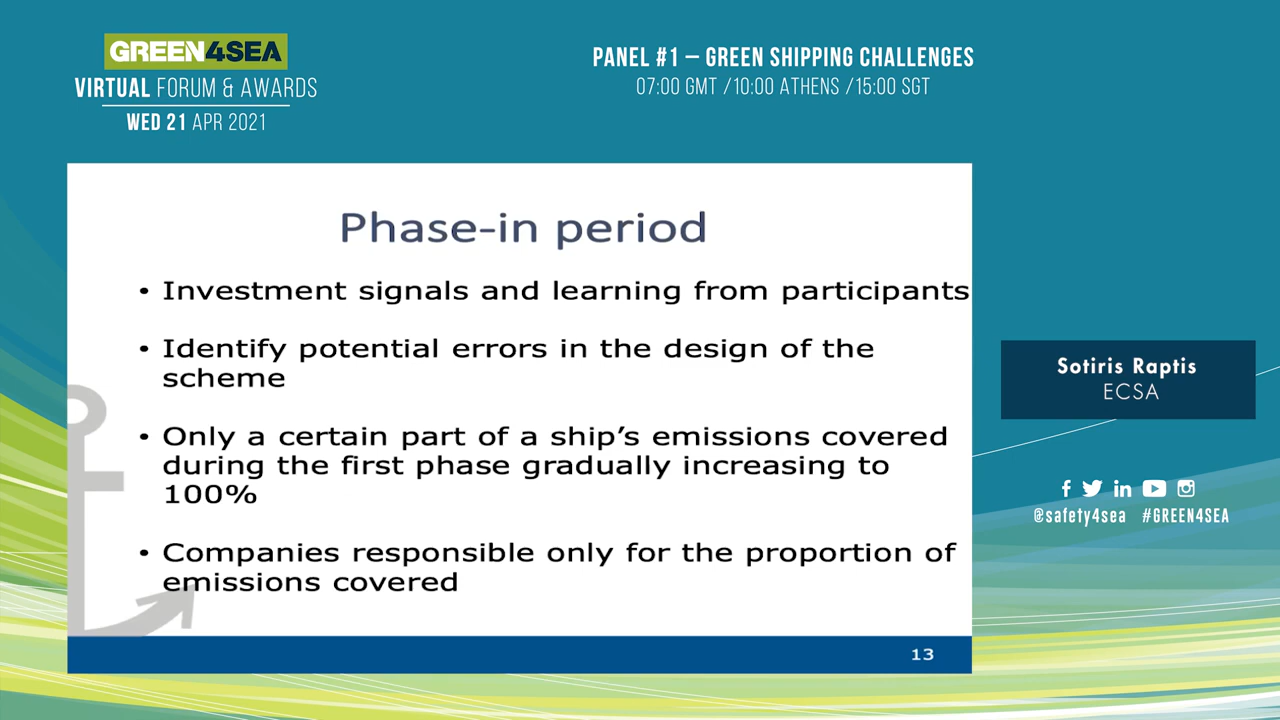 GREEN4SEA
VIRTUAL FORUM & AWARDS
WED 21 APR 2021
PANEL #1 – GREEN SHIPPING CHALLENGES
07:00 GMT /10:00 ATHENS /15:00 SGT
Phase-in period
• Investment signals and learning from participants
• Identify potential errors in the design of the
scheme
• Only a certain part of a ship’s emissions covered
during the first phase gradually increasing to
100%
• Companies responsible only for the proportion of
emissions covered
13
Sotiris Raptis
ECSA
@safety4sea #GREEN4SEA